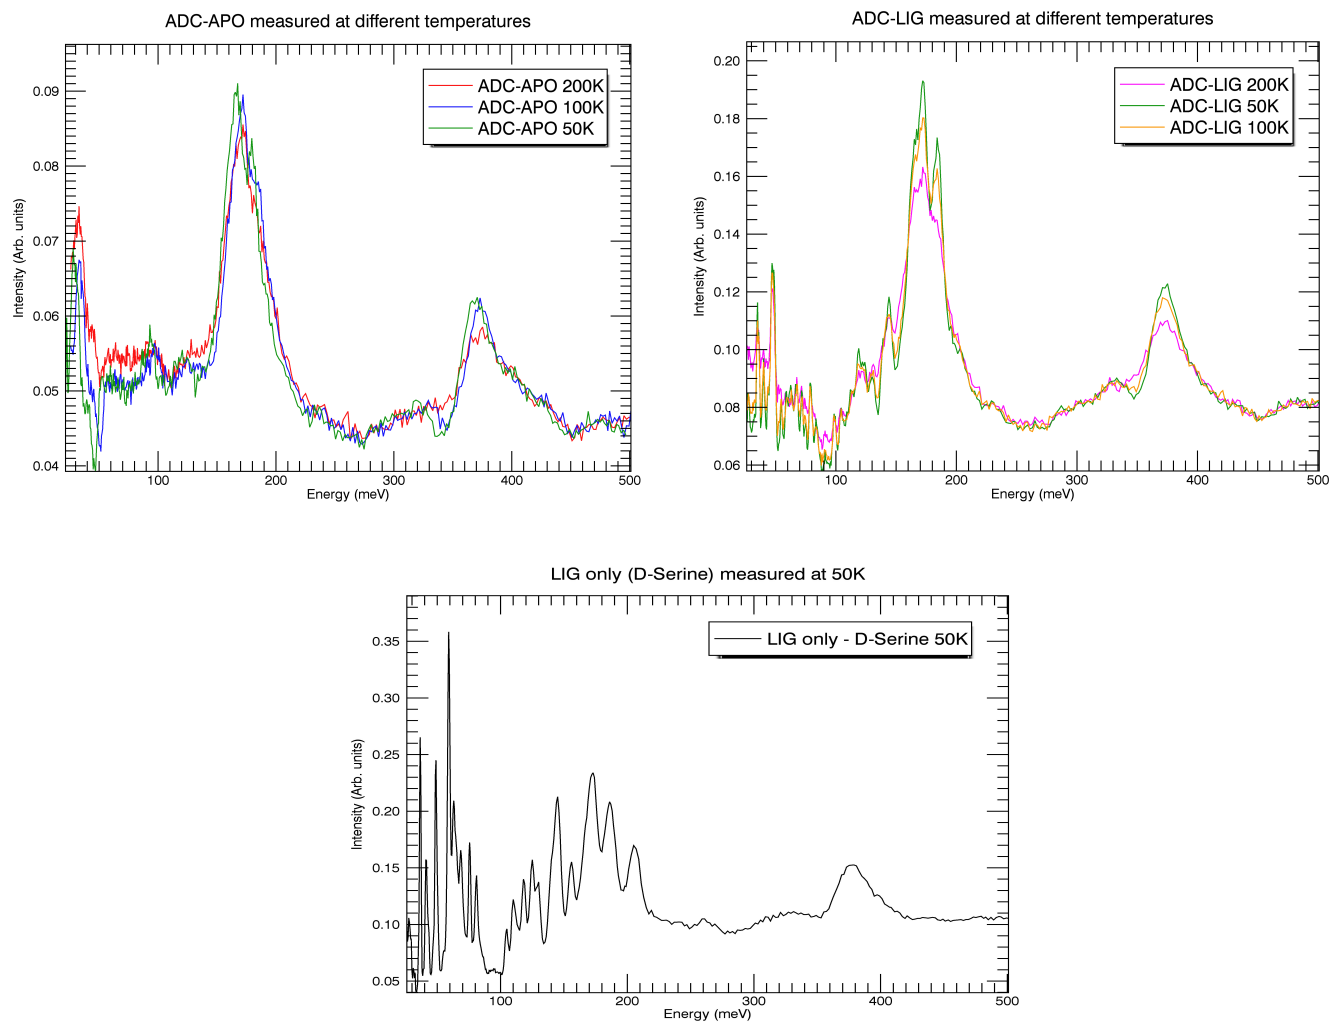 ADC-APO measured at different temperatures
ADC-APO 200K
ADC-APO 100K
ADC-APO 50K
Intensity (Arb. units)
0.09
0.08
0.07
0.06
0.05
0.04
100 200 300 400 500
Energy (meV)
ADC-LIG measured at different temperatures
ADC-LIG 200K
ADC-LIG 50K
ADC-LIG 100K
Intensity (Arb. units)
0.20
0.18
0.16
0.14
0.12
0.10
0.08
0.06
100 200 300 400 500
Energy (meV)
LIG only (D-Serine) measured at 50K
LIG only - D-Serine 50K
Intensity (Arb. units)
0.35
0.30
0.25
0.20
0.15
0.10
0.05
100 200 300 400 500
Energy (meV)